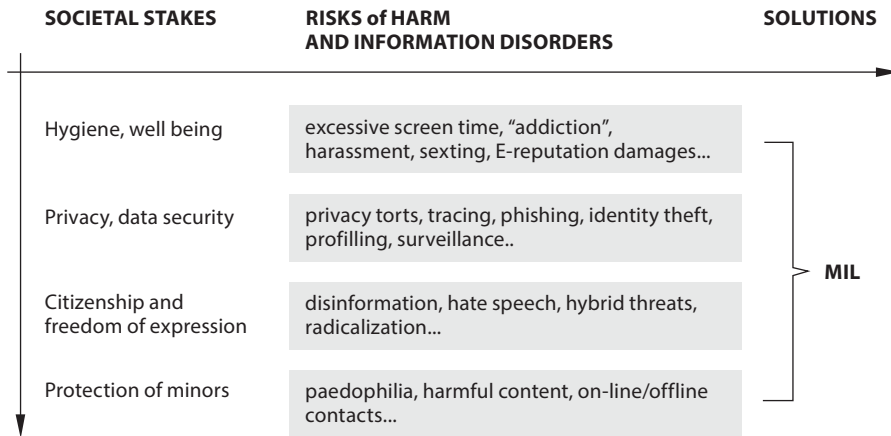 SOCIETAL STAKES
RISKS of HARM
AND INFORMATION DISORDERS
SOLUTIONS
Hygiene, well being
excessive screen time, “addiction”,
harassment, sexting, E-reputation damages...
Privacy, data security
privacy torts, tracing, phishing, identity theft,
profilling, surveillance..
MIL
Citizenship and
freedom of expression
disinformation, hate speech, hybrid threats,
radicalization...
Protection of minors
paedophilia, harmful content, on-line/offline
contacts...